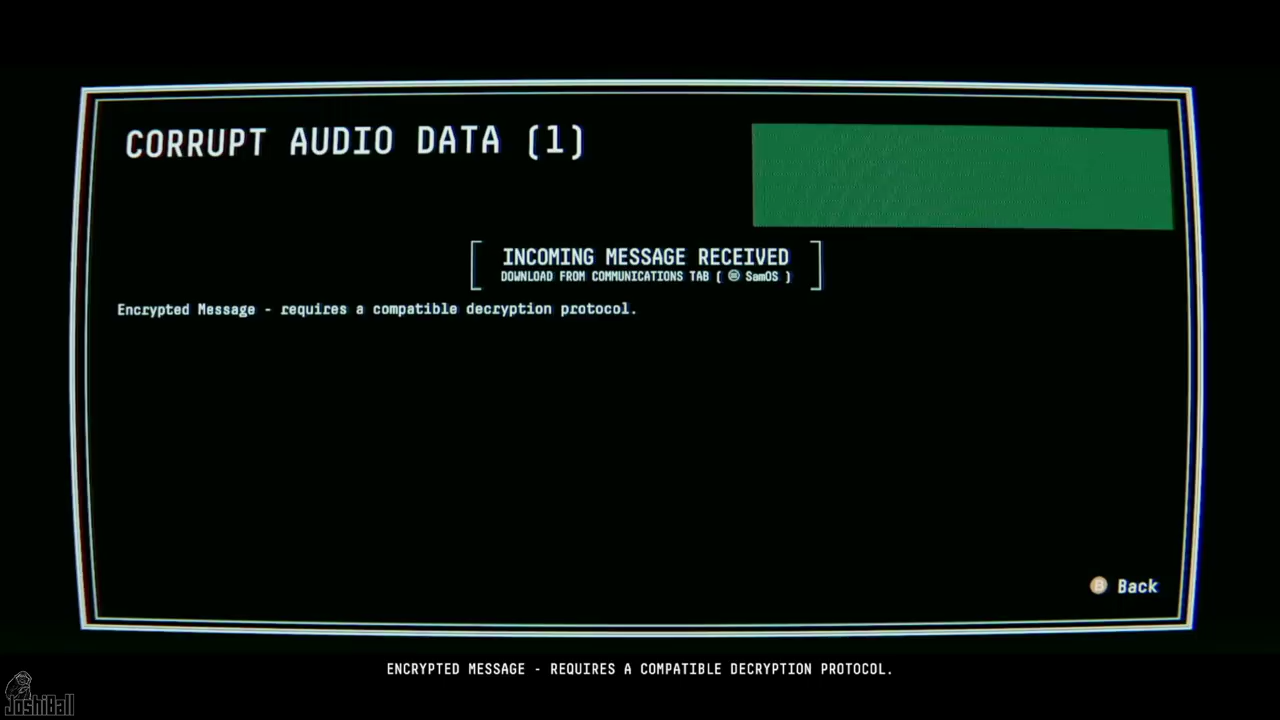 CORRUPT AUDIO DATA (1)
INCOMING MESSAGE RECEIVED
DOWNLOAD FROM COMMUNICATIONS TAB ( SamOS )
Encrypted Message - requires a compatible decryption protocol.
B Back
ENCRYPTED MESSAGE - REQUIRES A COMPATIBLE DECRYPTION PROTOCOL.
JoshiBall